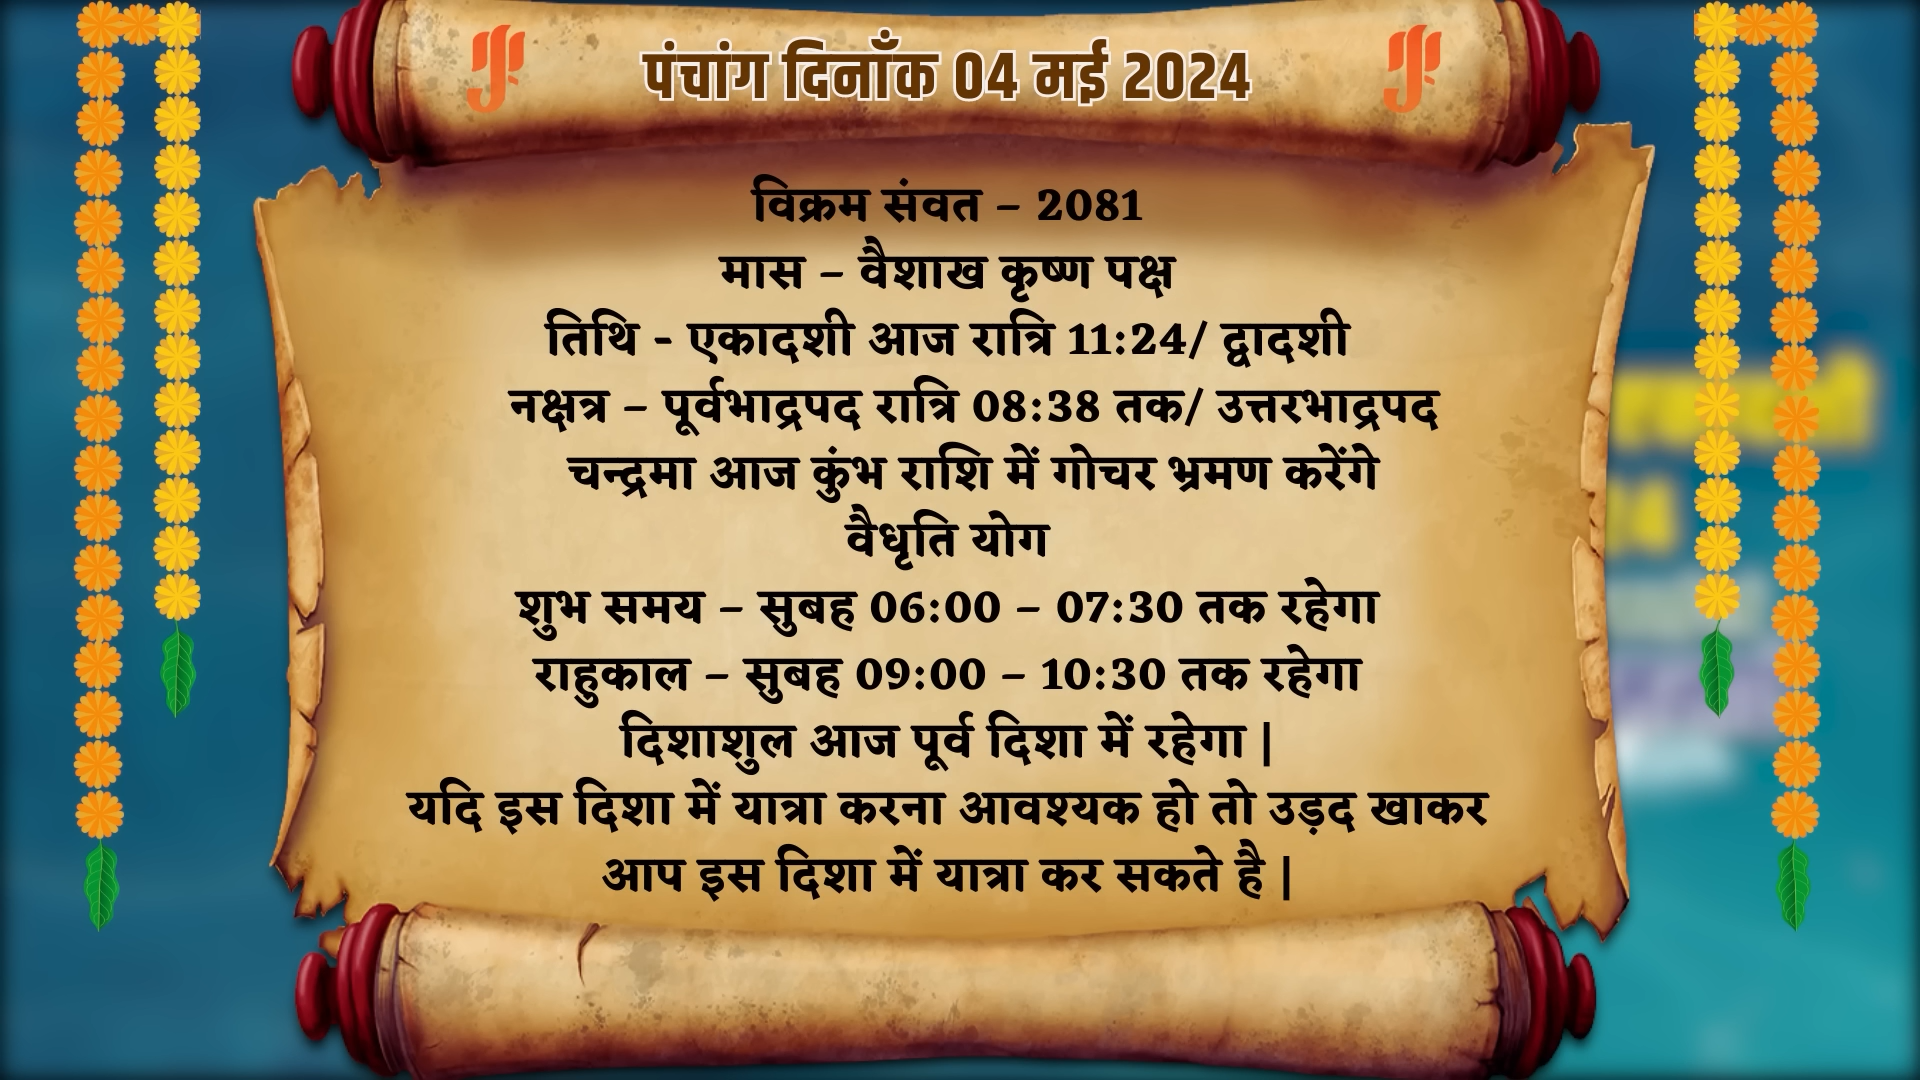 पंचांग दिनाँक 04 मई 2024
विक्रम संवत – 2081
मास – वैशाख कृष्ण पक्ष
तिथि - एकादशी आज रात्रि 11:24/ द्वादशी
नक्षत्र – पूर्वभाद्रपद रात्रि 08:38 तक/ उत्तरभाद्रपद
चन्द्रमा आज कुंभ राशि में गोचर भ्रमण करेंगे
वैधृति योग
शुभ समय – सुबह 06:00 – 07:30 तक रहेगा
राहुकाल – सुबह 09:00 – 10:30 तक रहेगा
दिशाशुल आज पूर्व दिशा में रहेगा |
यदि इस दिशा में यात्रा करना आवश्यक हो तो उड़द खाकर
आप इस दिशा में यात्रा कर सकते है |